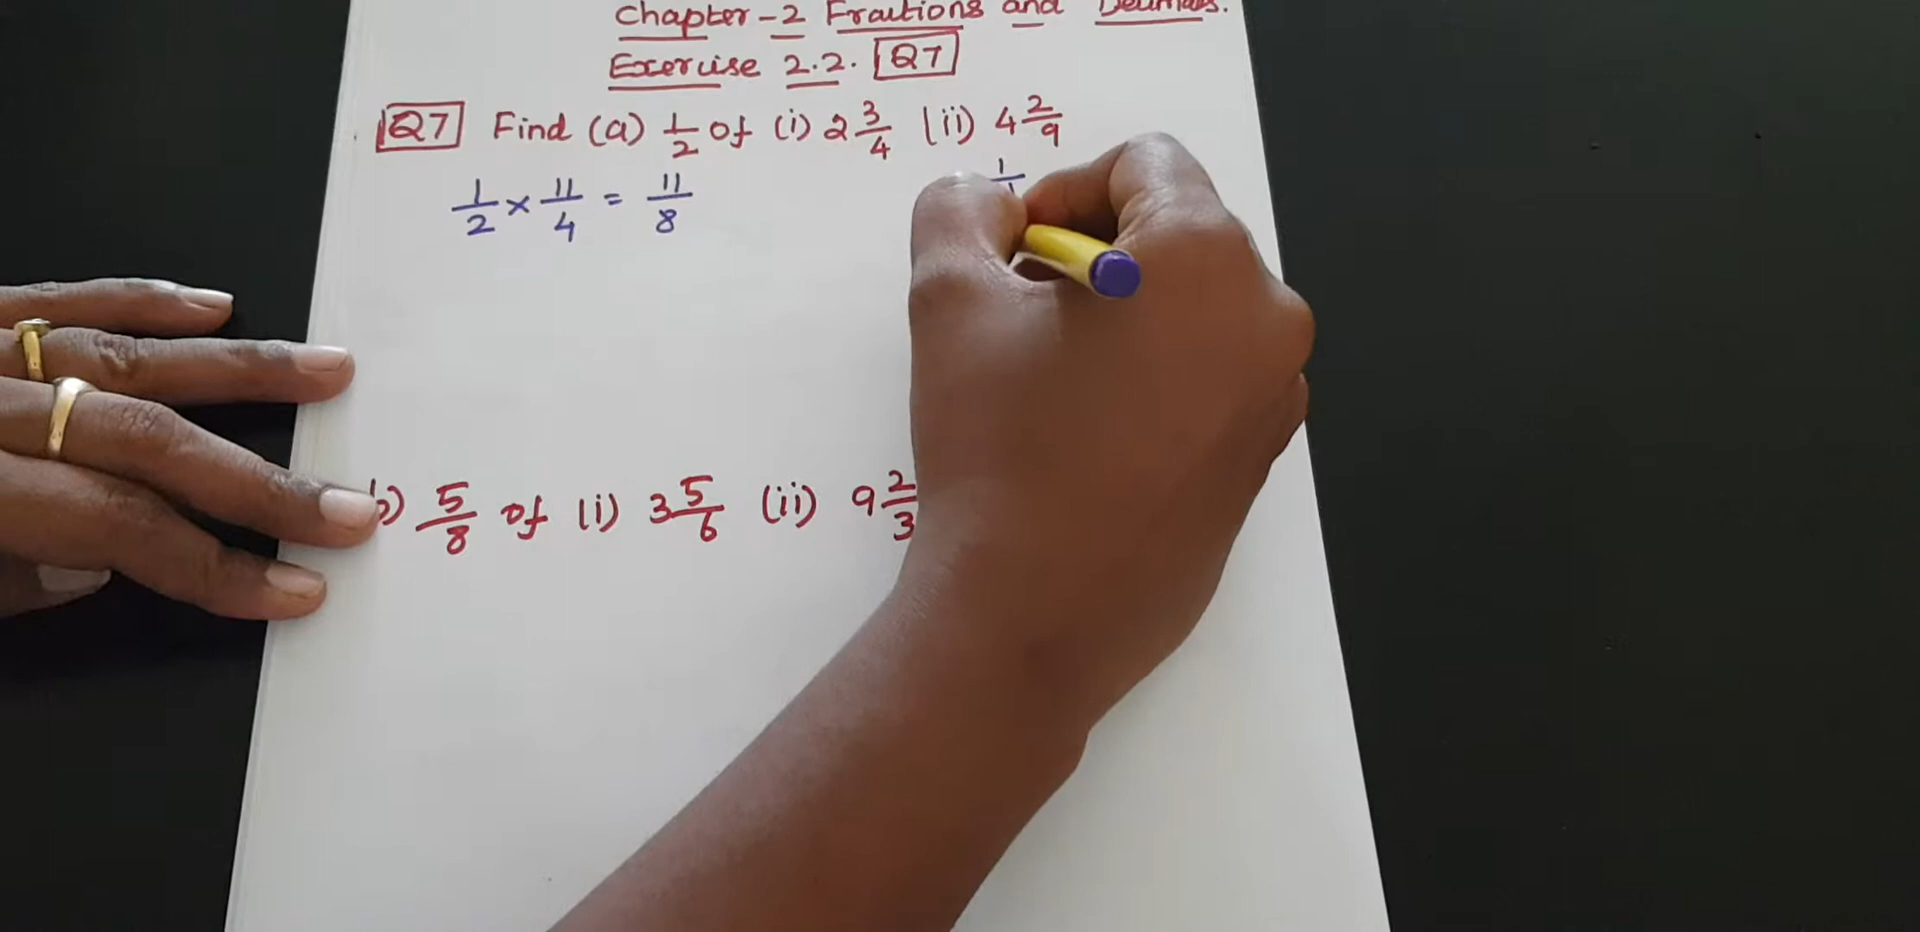 Chapter-2 Fractions and Decimals.
Exercise 2.2. Q7
Q7 Find (a) 1/2 of (i) 2 3/4 (ii) 4 2/9
1/2 × 11/4 = 11/8
b) 5/8 of (i) 3 5/6 (ii) 9 2/3